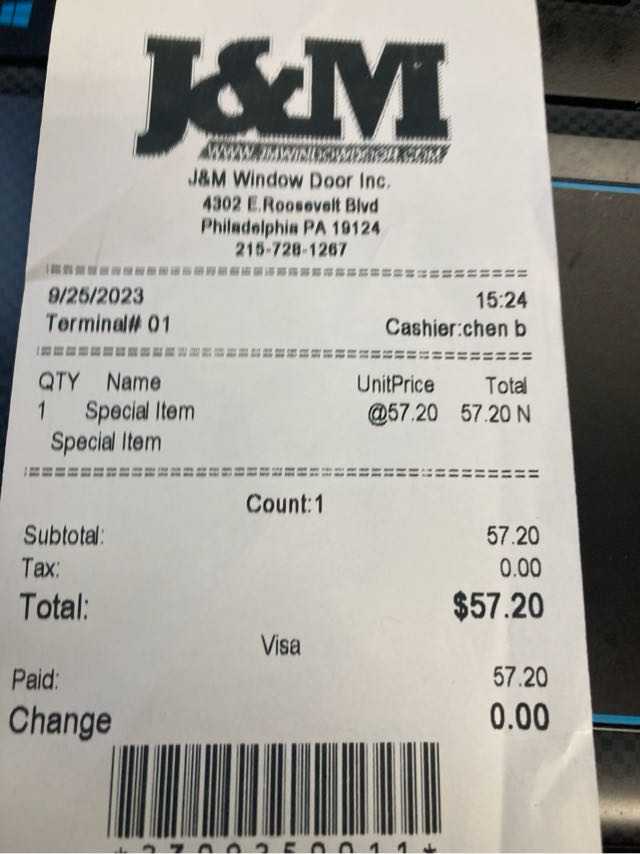 J&M
J&M Window Door Inc.
4302 E.Roosevelt Blvd
Philadelphia PA 19124
215-728-1267
9/25/2023 15:24
Terminal# 01 Cashier:chen b
QTY Name UnitPrice Total
1 Special Item @57.20 57.20 N
Special Item
Count:1
Subtotal: 57.20
Tax: 0.00
Total: $57.20
Visa
Paid: 57.20
Change 0.00